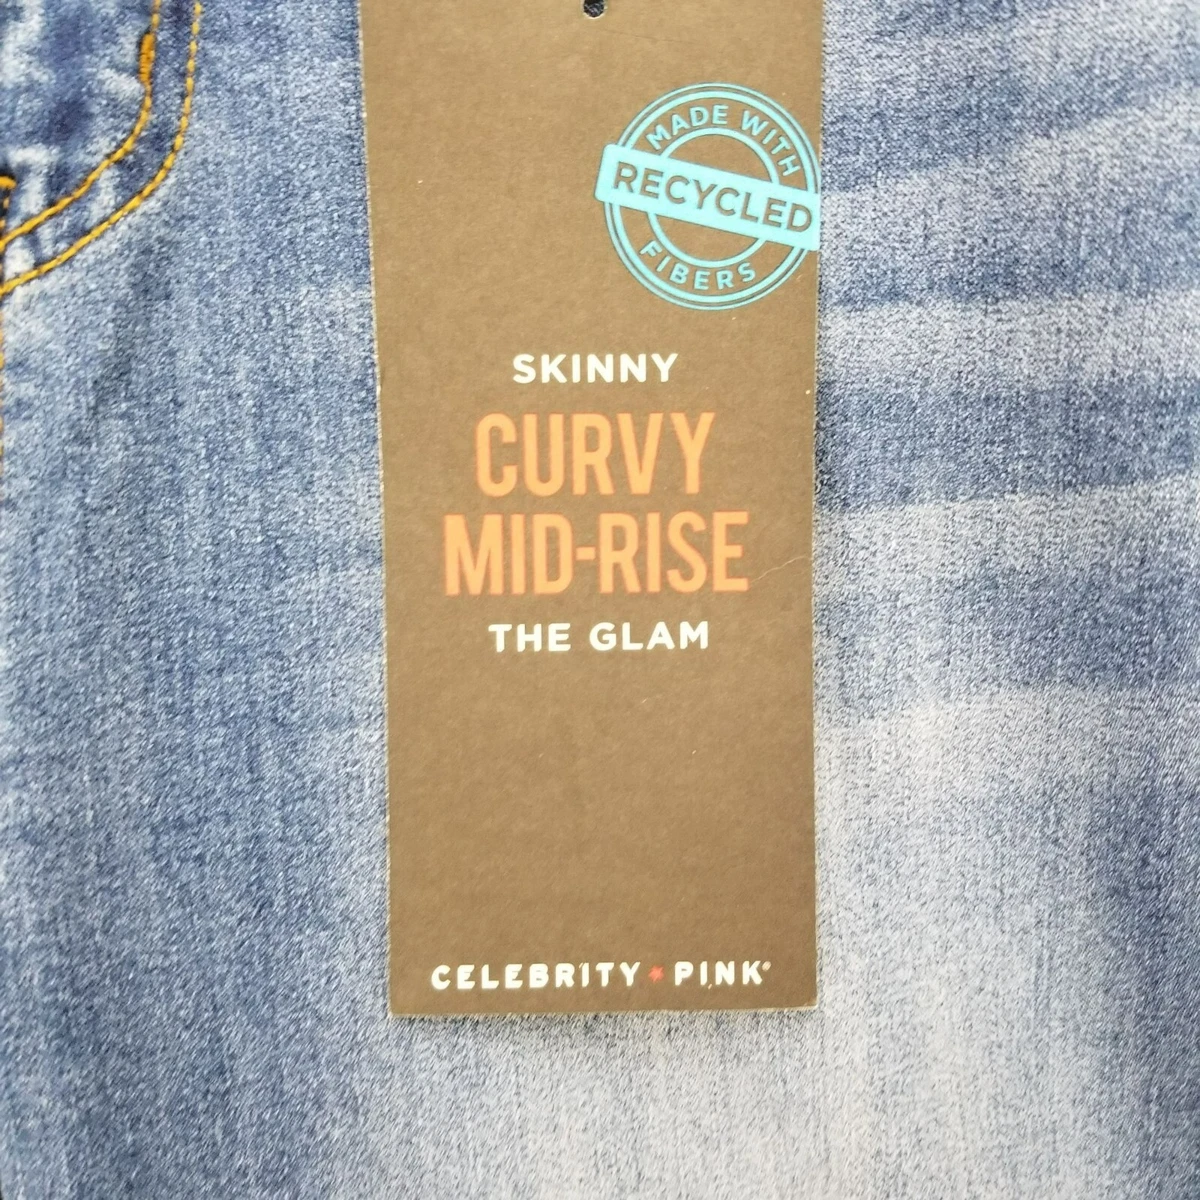 MADE WITH
RECYCLED
FIBERS
SKINNY
CURVY
MID-RISE
THE GLAM
CELEBRITY PINK®